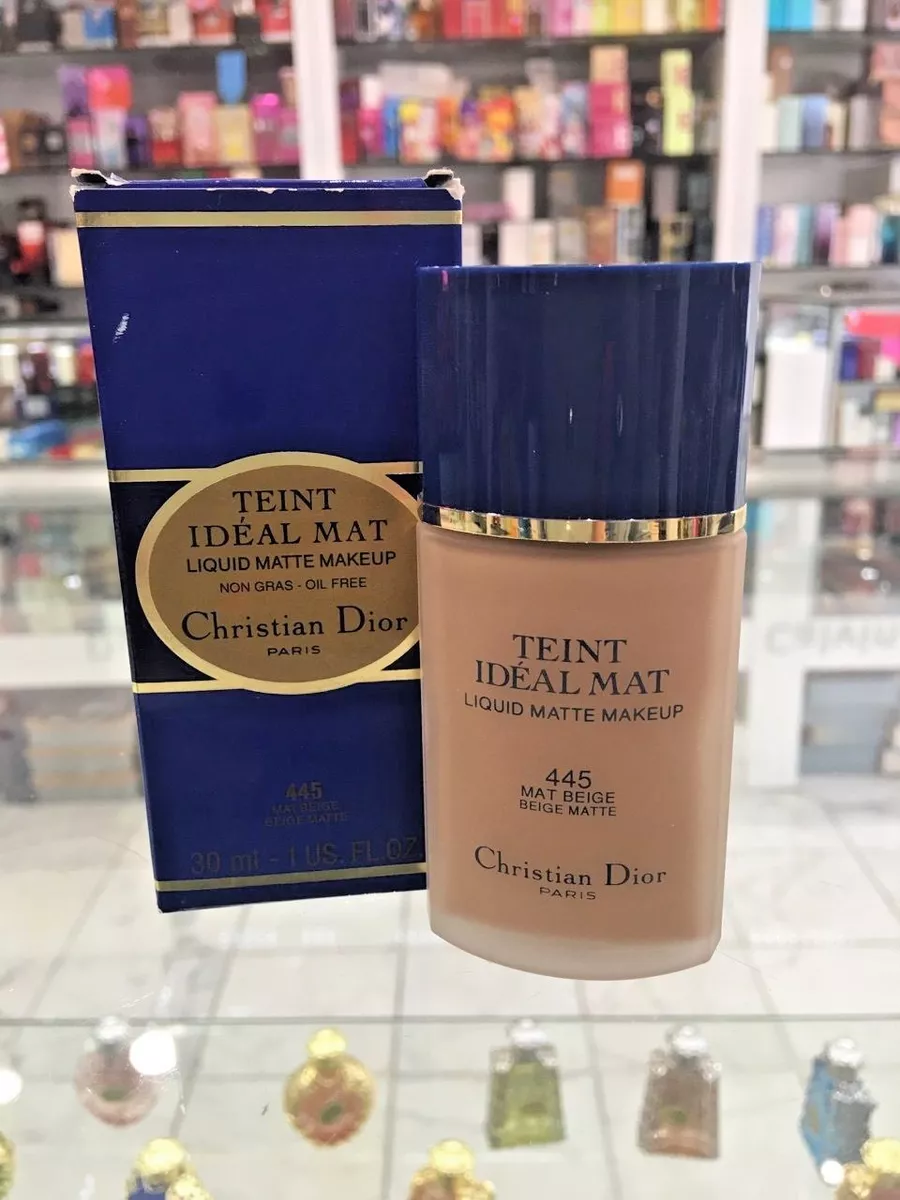 TEINT
IDÉAL MAT
LIQUID MATTE MAKEUP
NON GRAS - OIL FREE
Christian Dior
PARIS
445
MAT BEIGE
BEIGE MATTE
30 ml - 1 US. FL.OZ
TEINT
IDÉAL MAT
LIQUID MATTE MAKEUP
445
MAT BEIGE
BEIGE MATTE
Christian Dior
PARIS